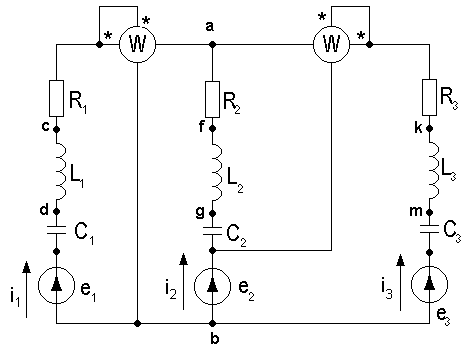 * * a * *
W W
R1 R2 R3
c f k
L1 L2 L3
d g m
C1 C2 C3
i1 e1 i2 e2 i3 e3
b